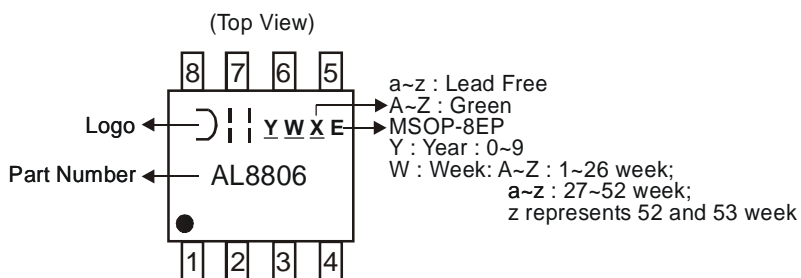 (Top View)
8 7 6 5
a~z : Lead Free
A~Z : Green
Logo Y W X E MSOP-8EP
Y : Year : 0~9
Part Number AL8806 W : Week: A~Z : 1~26 week;
a~z : 27~52 week;
z represents 52 and 53 week
1 2 3 4